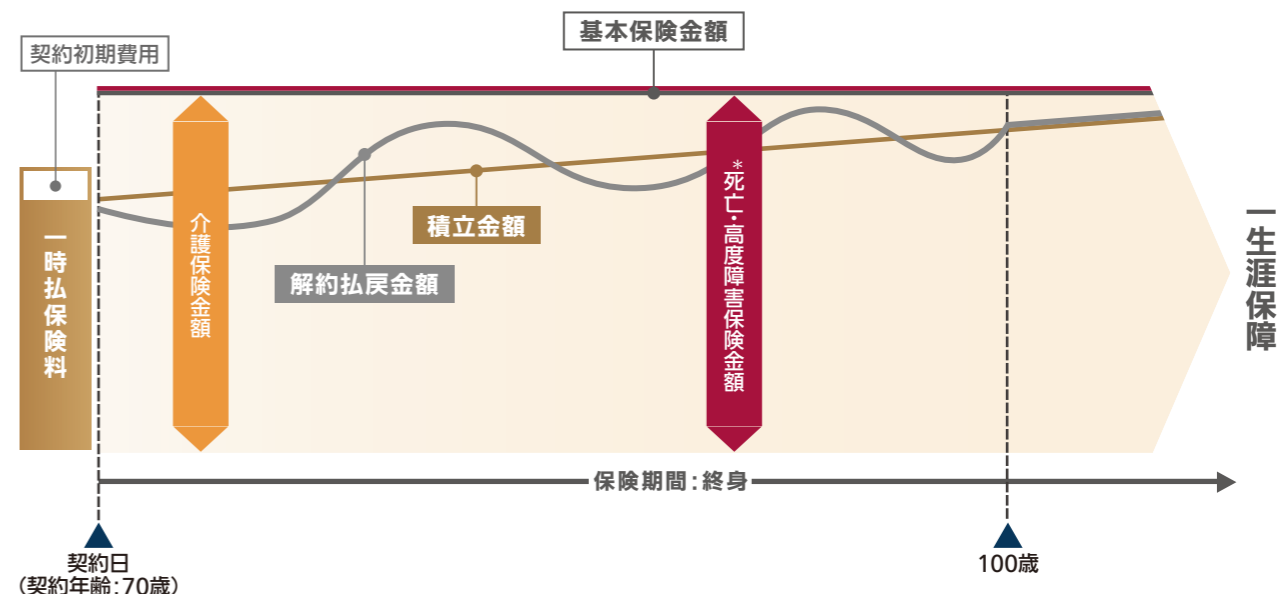 基本保険金額
契約初期費用
一時払保険料
介護保険金額
積立金額
解約払戻金額
*死亡・高度障害保険金額
一生涯保障
保険期間:終身
契約日
(契約年齢:70歳)
100歳